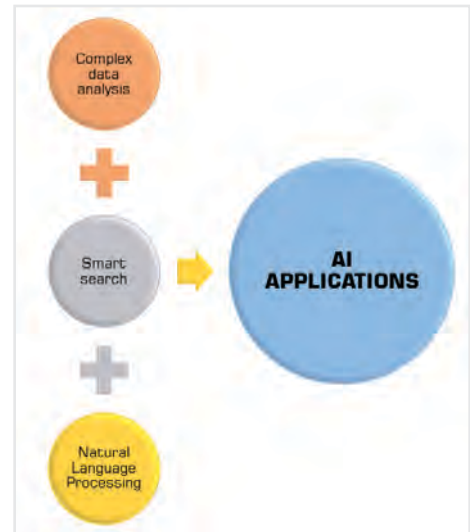 Complex
data
analysis
Smart
search
AI
APPLICATIONS
Natural
Language
Processing